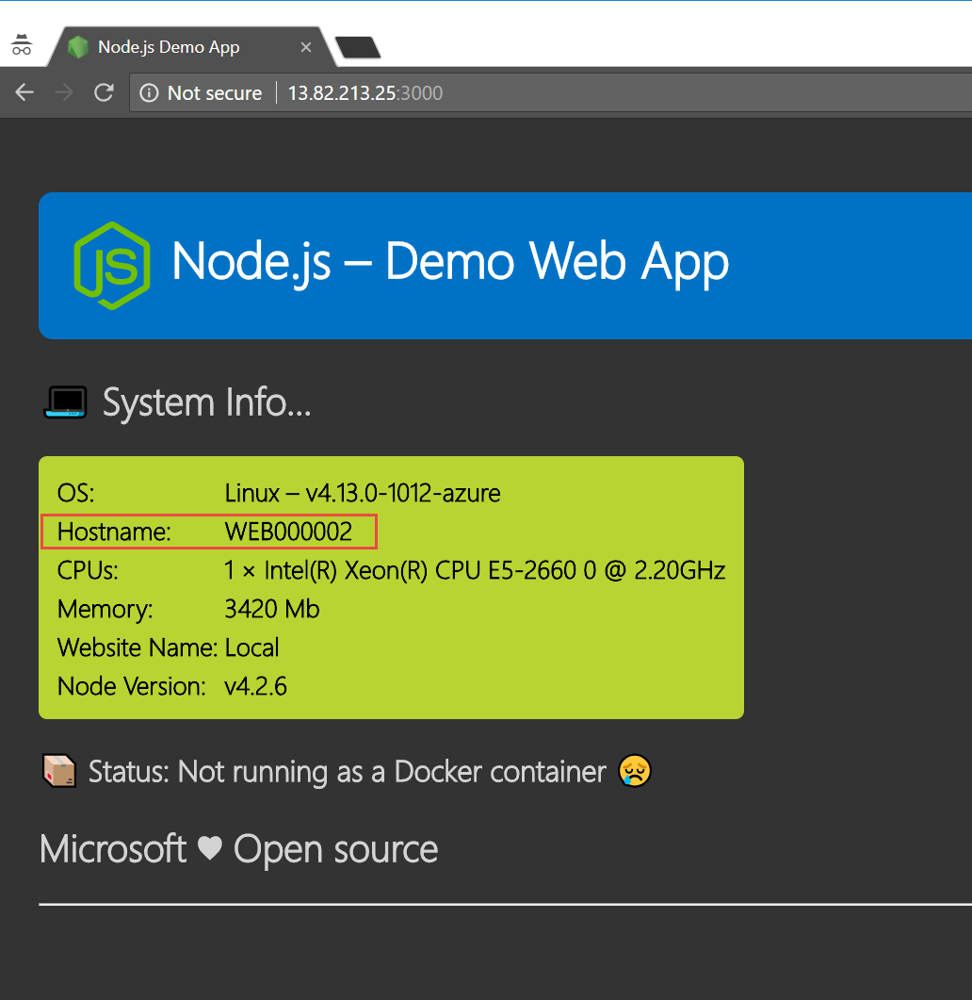 Node.js Demo App
Not secure 13.82.213.25:3000
JS Node.js – Demo Web App
System Info...
OS: Linux – v4.13.0-1012-azure
Hostname: WEB000002
CPUs: 1 × Intel(R) Xeon(R) CPU E5-2660 0 @ 2.20GHz
Memory: 3420 Mb
Website Name: Local
Node Version: v4.2.6
Status: Not running as a Docker container 😢
Microsoft ♥ Open source